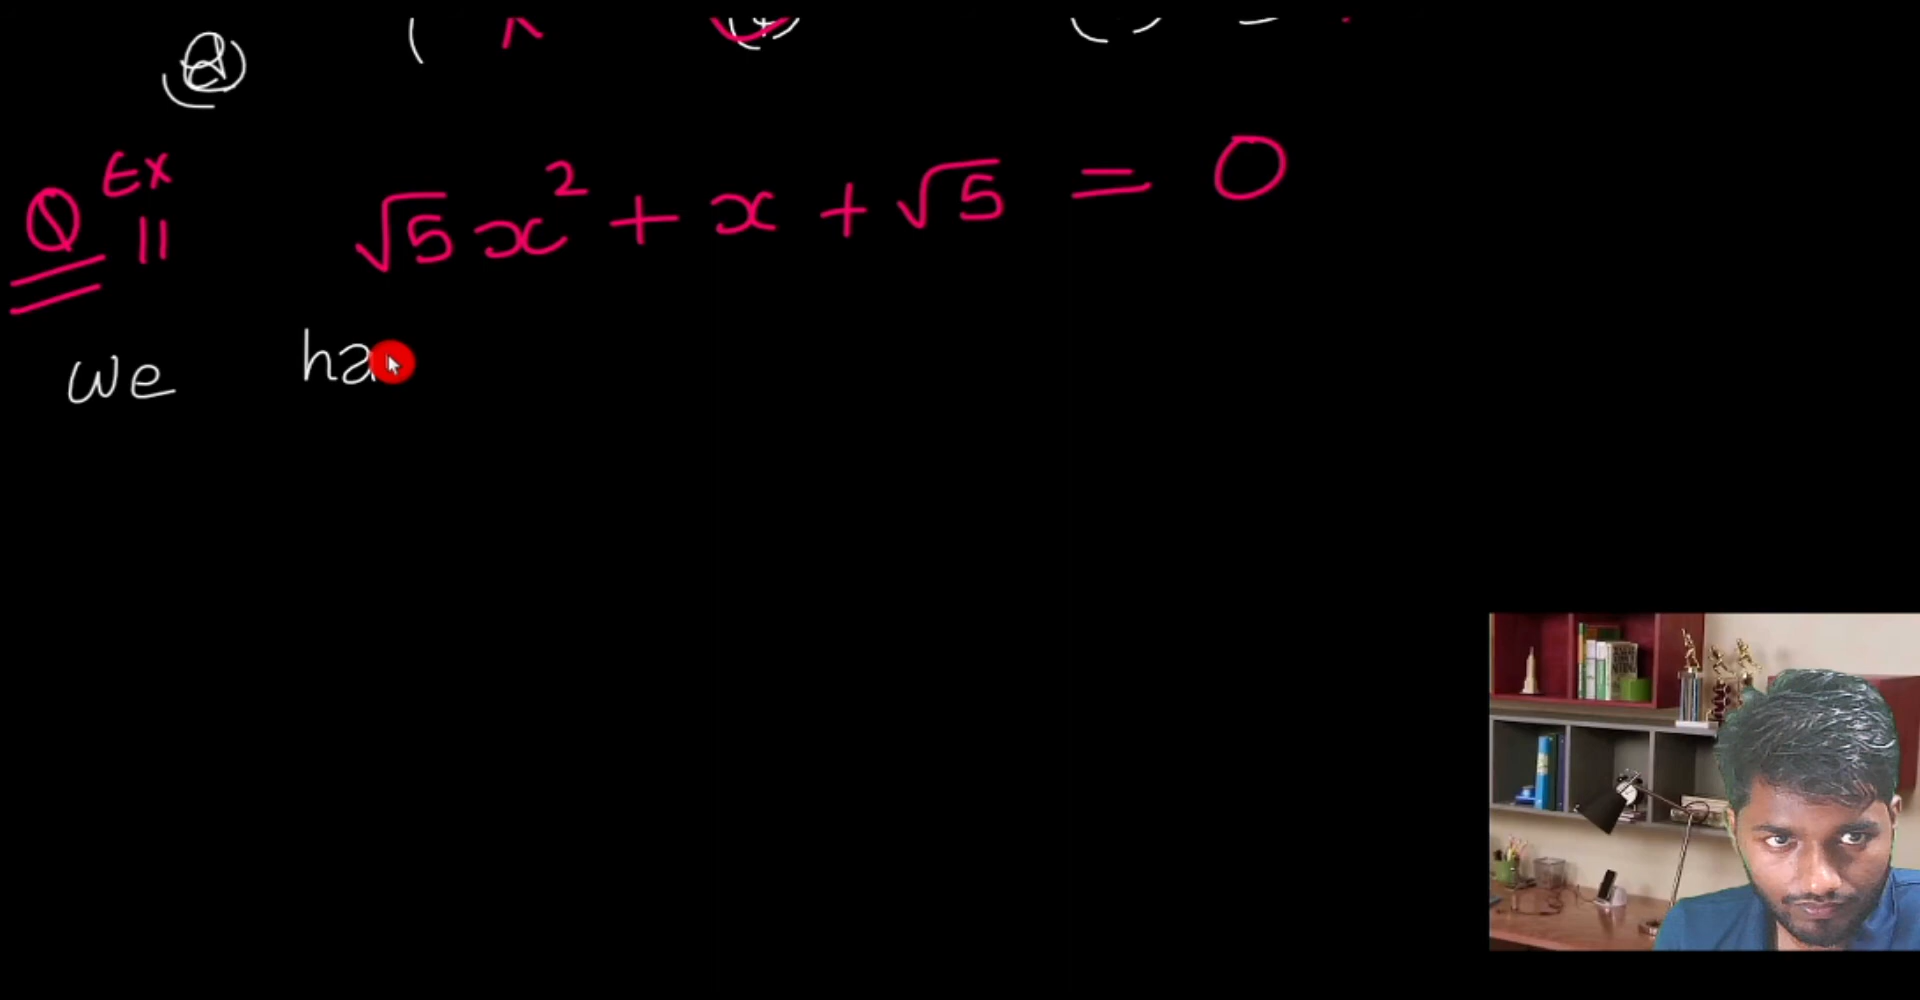 Q Ex 11 √5x² + x + √5 = 0
we ha